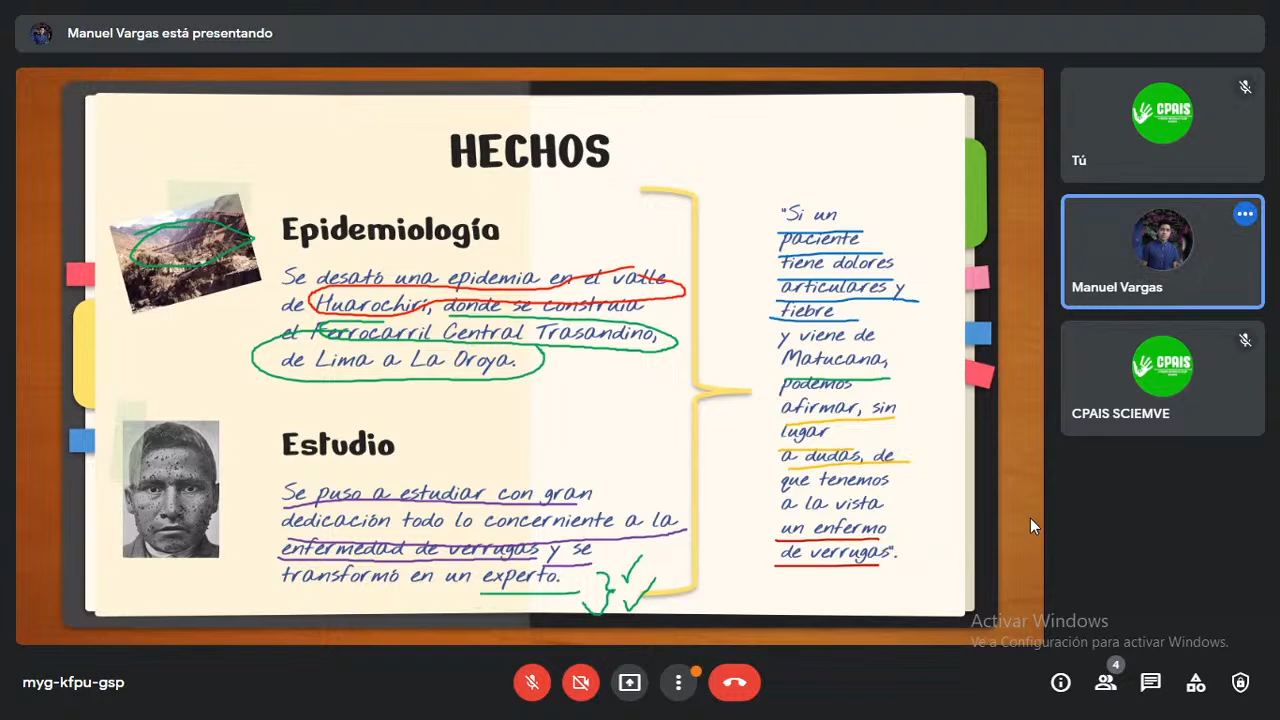 Manuel Vargas está presentando
HECHOS
Epidemiología
Se desató una epidemia en el valle
de Huarochirí, donde se construía
el Ferrocarril Central Trasandino,
de Lima a La Oroya.
Estudio
Se puso a estudiar con gran
dedicación todo lo concerniente a la
enfermedad de verrugas y se
transformó en un experto.
"Si un
paciente
tiene dolores
articulares y
fiebre
y viene de
Matucana,
podemos
afirmar, sin
lugar
a dudas, de
que tenemos
a la vista
un enfermo
de verrugas".
CPAIS
Tú
Manuel Vargas
CPAIS
CPAIS SCIEMVE
Activar Windows
Ve a Configuración para activar Windows.
myg-kfpu-gsp
4